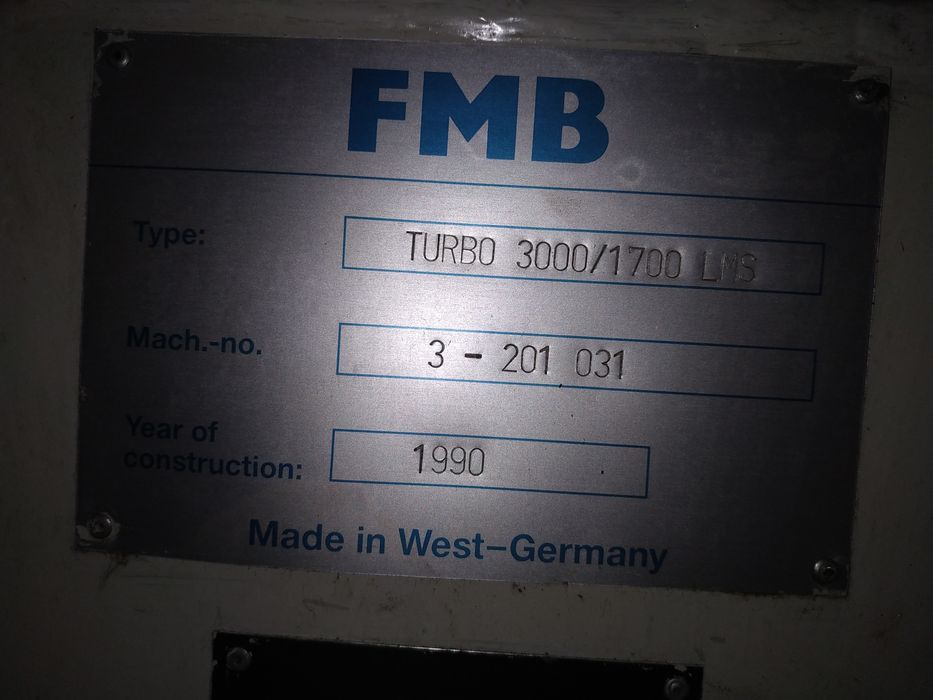 FMB
Type: TURBO 3000/1700 LMS
Mach.-no. 3 - 201 031
Year of
construction: 1990
Made in West-Germany